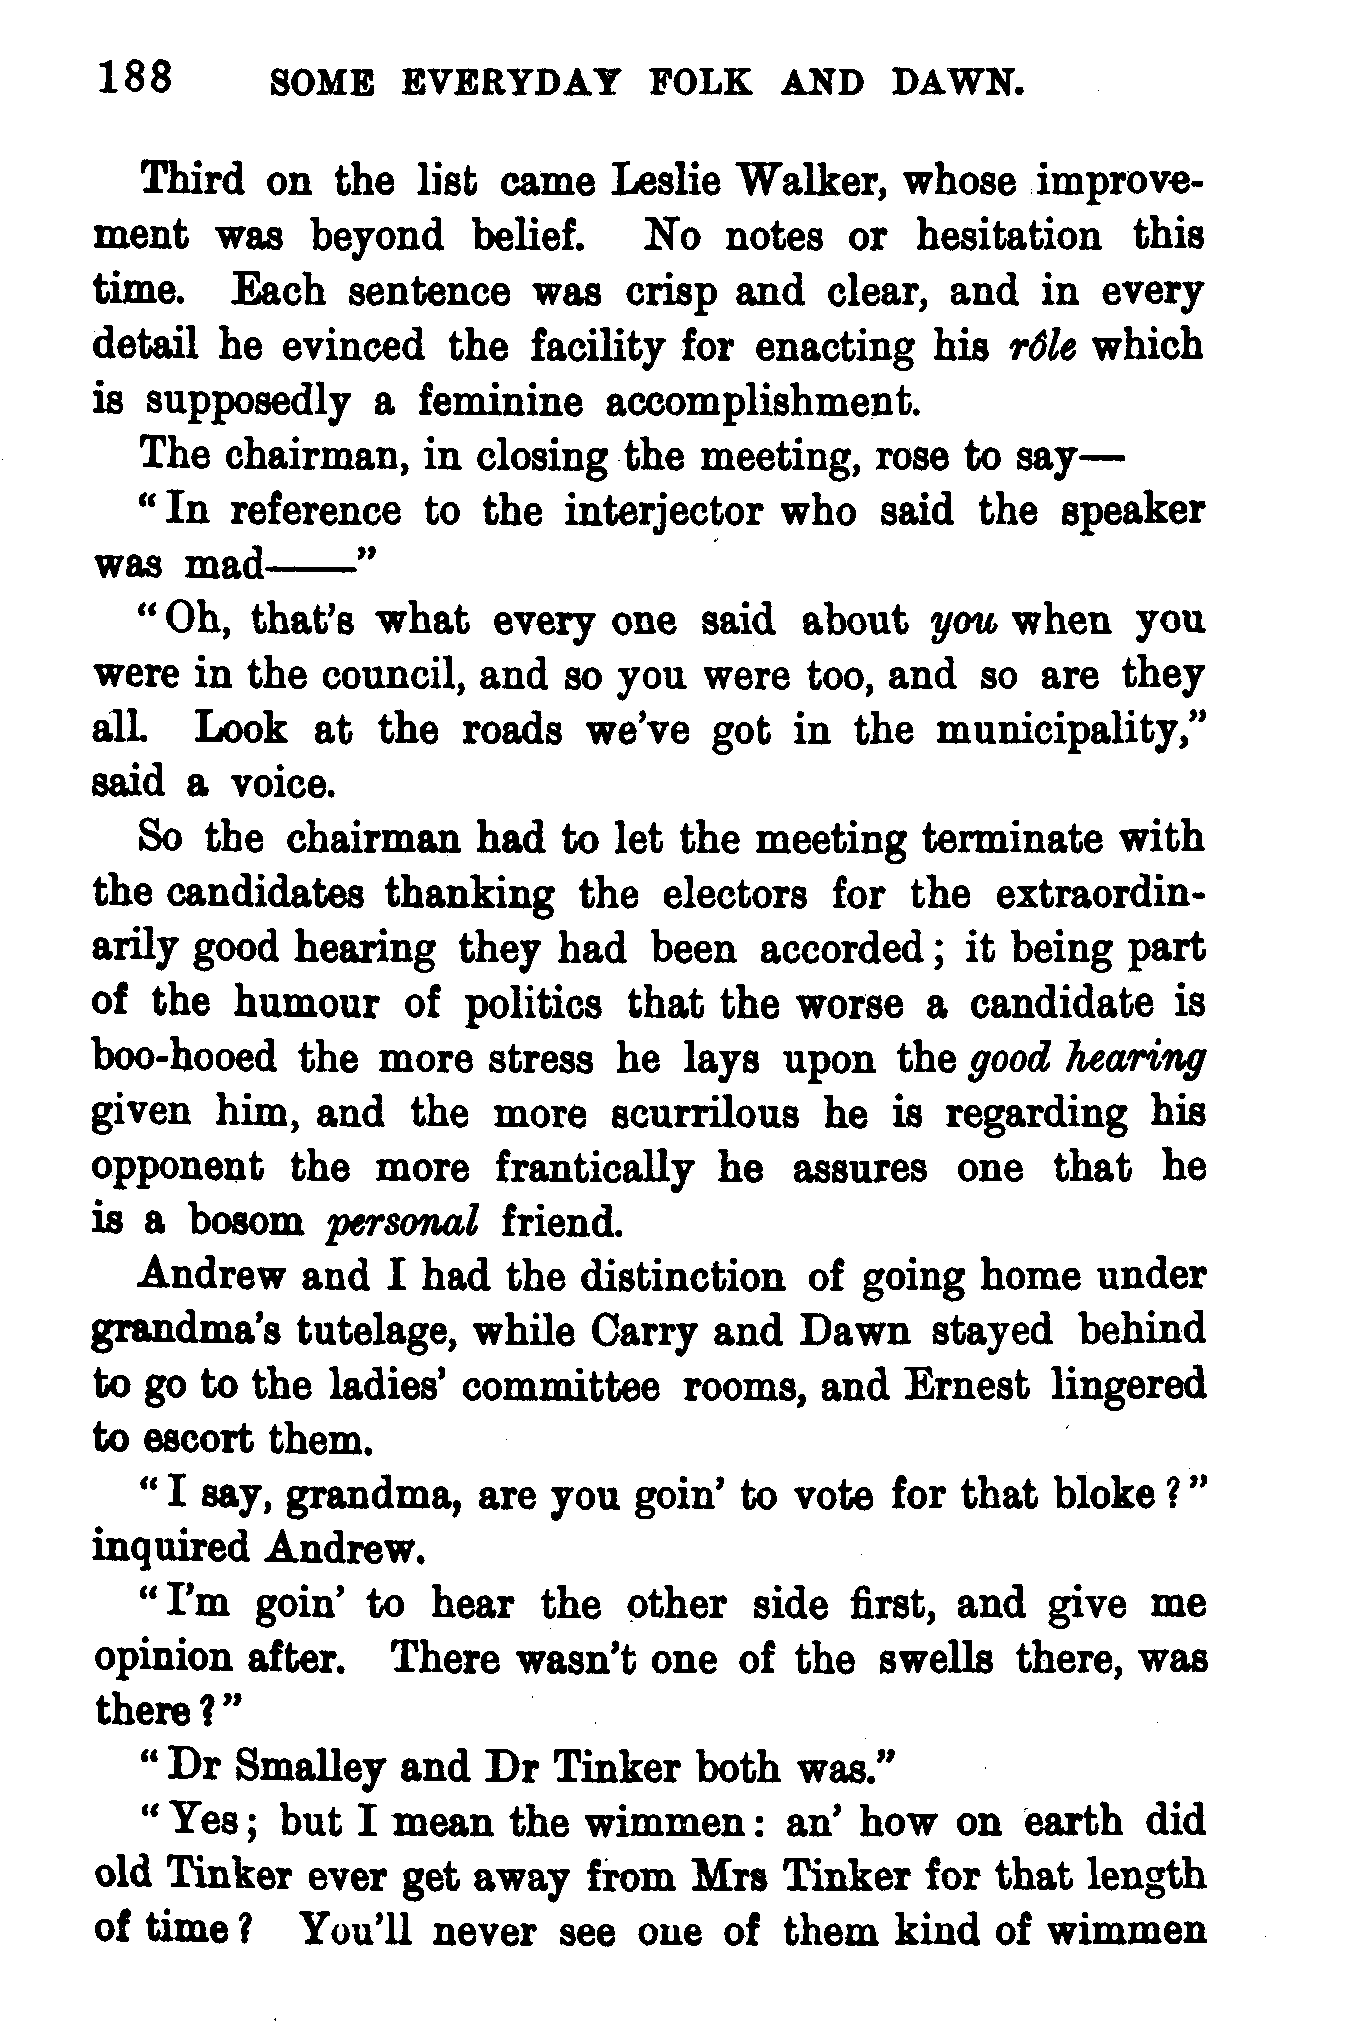 188 SOME EVERYDAY FOLK AND DAWN.
Third on the list came Leslie Walker, whose improve-
ment was beyond belief. No notes or hesitation this
time. Each sentence was crisp and clear, and in every
detail he evinced the facility for enacting his rôle which
is supposedly a feminine accomplishment.
The chairman, in closing the meeting, rose to say—
“In reference to the interjector who said the speaker
was mad——”
“Oh, that’s what every one said about you when you
were in the council, and so you were too, and so are they
all. Look at the roads we’ve got in the municipality,”
said a voice.
So the chairman had to let the meeting terminate with
the candidates thanking the electors for the extraordin-
arily good hearing they had been accorded; it being part
of the humour of politics that the worse a candidate is
boo-hooed the more stress he lays upon the good hearing
given him, and the more scurrilous he is regarding his
opponent the more frantically he assures one that he
is a bosom personal friend.
Andrew and I had the distinction of going home under
grandma’s tutelage, while Carry and Dawn stayed behind
to go to the ladies’ committee rooms, and Ernest lingered
to escort them.
“I say, grandma, are you goin’ to vote for that bloke?”
inquired Andrew.
“I’m goin’ to hear the other side first, and give me
opinion after. There wasn’t one of the swells there, was
there?”
“Dr Smalley and Dr Tinker both was.”
“Yes; but I mean the wimmen: an’ how on earth did
old Tinker ever get away from Mrs Tinker for that length
of time? You’ll never see one of them kind of wimmen